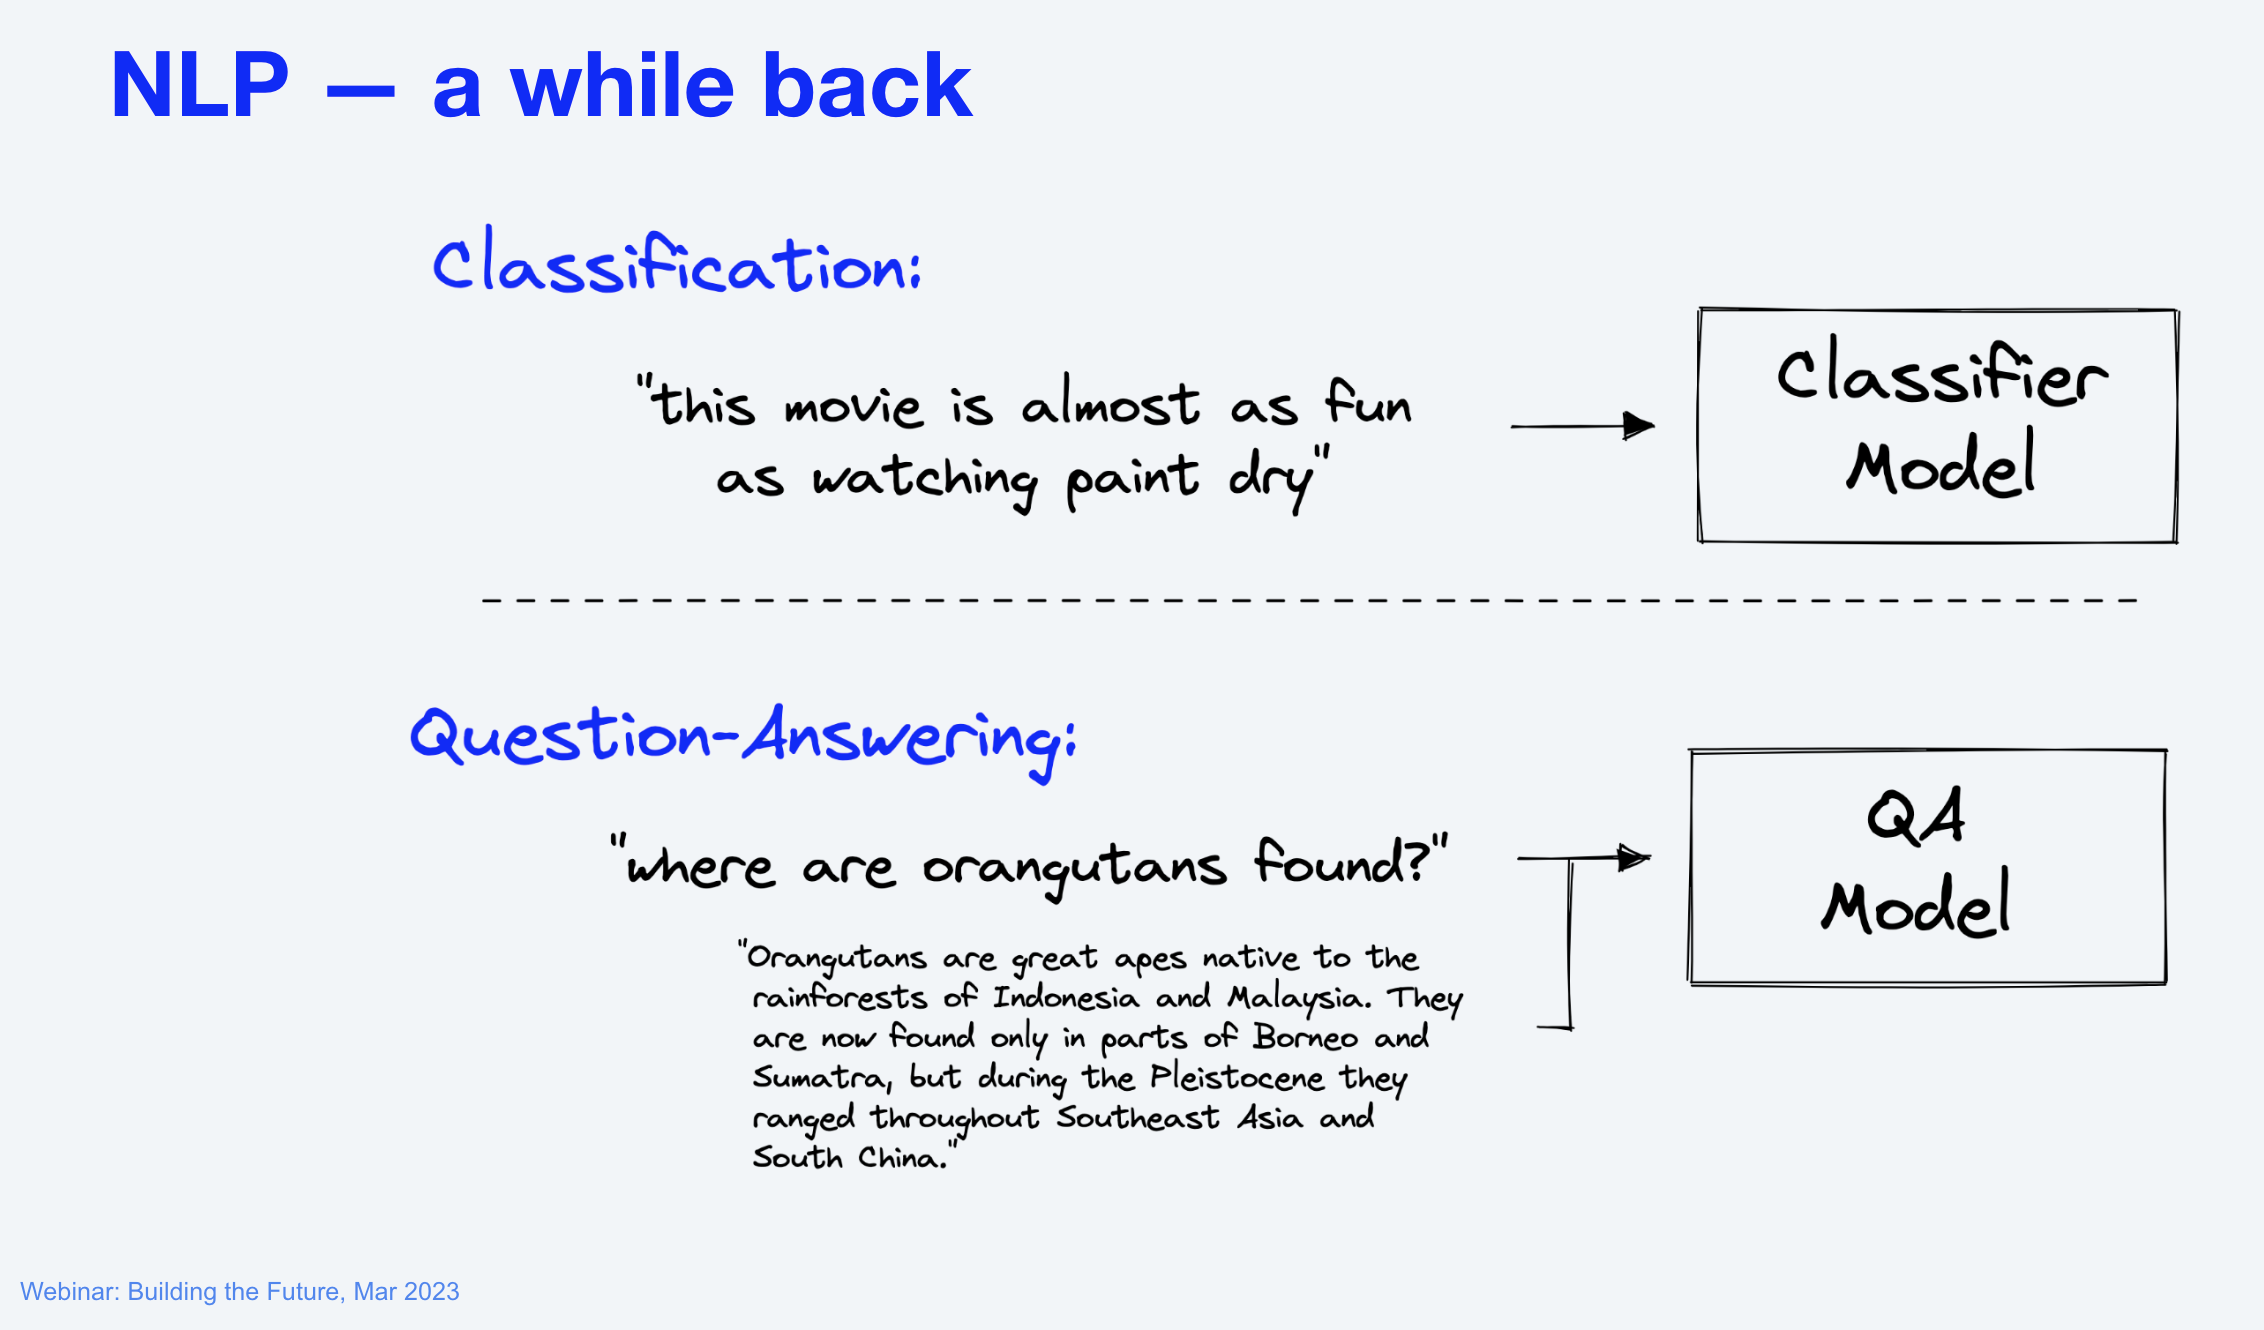 NLP — a while back
Classification:
"this movie is almost as fun
as watching paint dry"
Classifier
Model
Question-Answering:
"where are orangutans found?"
QA
Model
"Orangutans are great apes native to the
rainforests of Indonesia and Malaysia. They
are now found only in parts of Borneo and
Sumatra, but during the Pleistocene they
ranged throughout Southeast Asia and
South China."
Webinar: Building the Future, Mar 2023